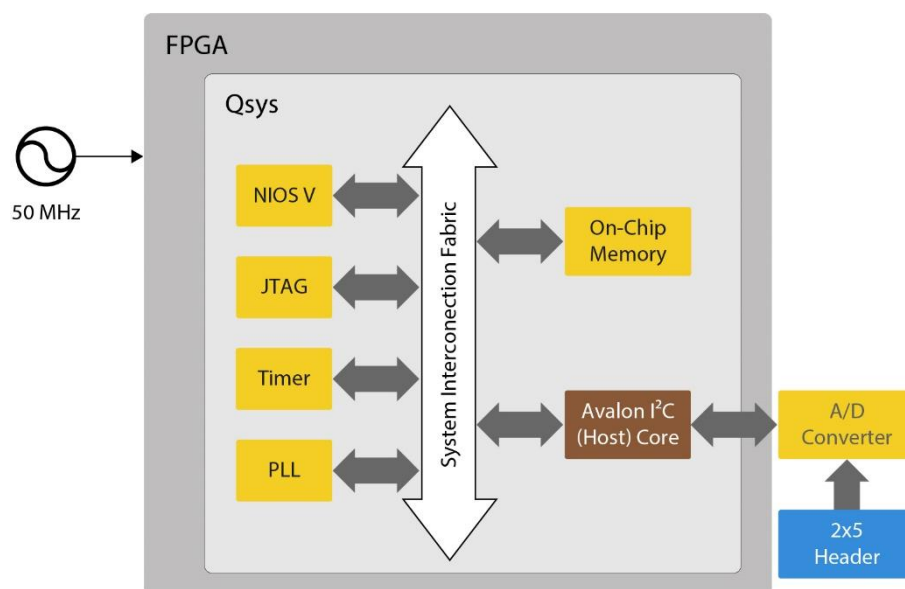 FPGA
Qsys
50 MHz
NIOS V
JTAG
Timer
PLL
System Interconection Fabric
On-Chip
Memory
Avalon I²C
(Host) Core
A/D
Converter
2x5
Header